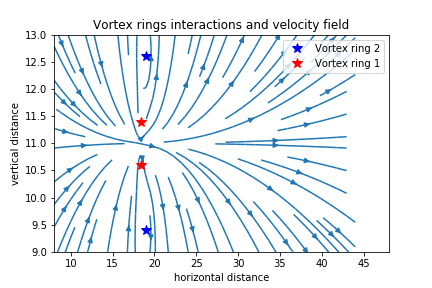 Vortex rings interactions and velocity field
Vortex ring 2
Vortex ring 1
vertical distance
13.0
12.5
12.0
11.5
11.0
10.5
10.0
9.5
9.0
10 15 20 25 30 35 40 45
horizontal distance